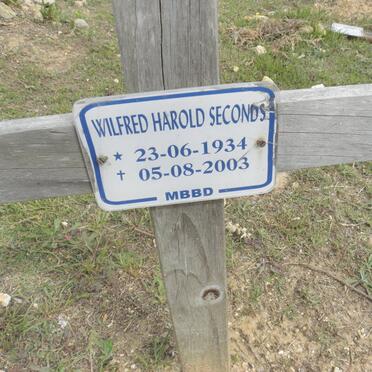 WILFRED HAROLD SECONDS
★ 23-06-1934
† 05-08-2003
MBBD